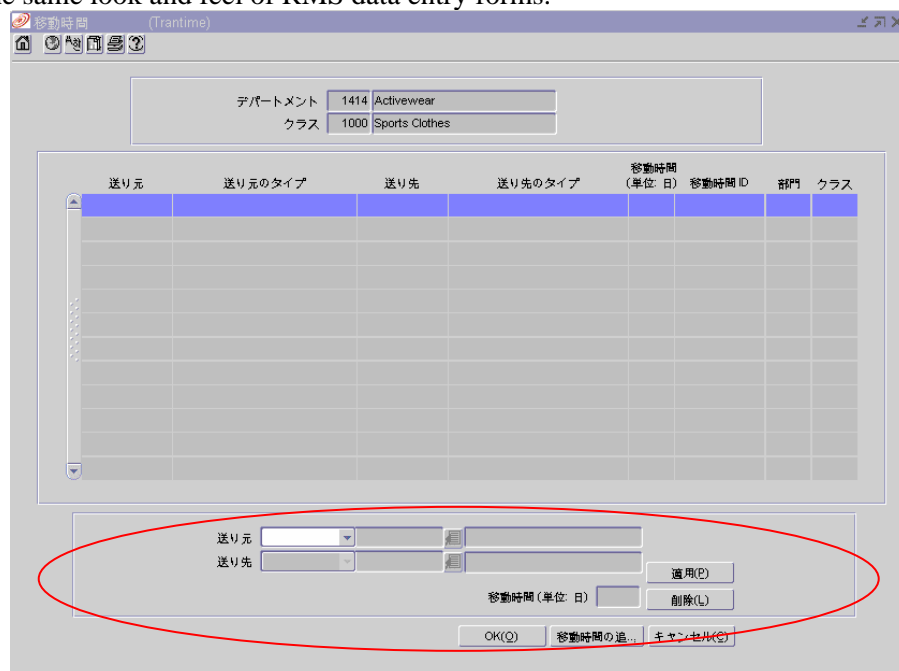 same look and feel of RMS data entry forms.
移動時間 (Trantime)
デパートメント 1414 Activewear
クラス 1000 Sports Clothes
送り元 送り元のタイプ 送り先 送り先のタイプ 移動時間 (単位: 日) 移動時間 ID 部門 クラス
送り元
送り先
適用(P)
移動時間 (単位: 日) 削除(L)
OK(O) 移動時間の追... キャンセル(C)